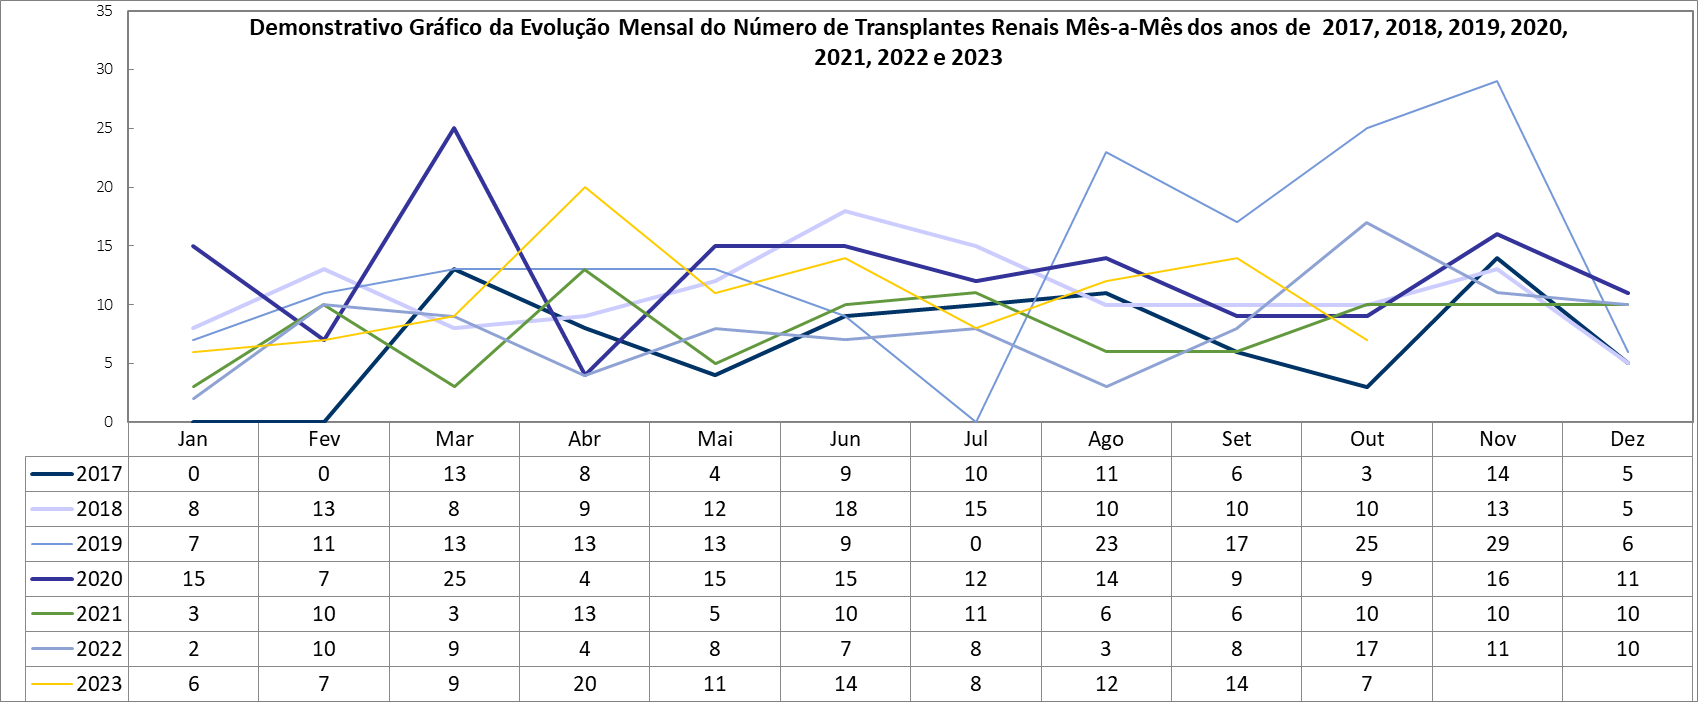 Demonstrativo Gráfico da Evolução Mensal do Número de Transplantes Renais Mês-a-Mês dos anos de 2017, 2018, 2019, 2020,
2021, 2022 e 2023
35
30
25
20
15
10
5
0
Jan Fev Mar Abr Mai Jun Jul Ago Set Out Nov Dez
2017 0 0 13 8 4 9 10 11 6 3 14 5
2018 8 13 8 9 12 18 15 10 10 10 13 5
2019 7 11 13 13 13 9 0 23 17 25 29 6
2020 15 7 25 4 15 15 12 14 9 9 16 11
2021 3 10 3 13 5 10 11 6 6 10 10 10
2022 2 10 9 4 8 7 8 3 8 17 11 10
2023 6 7 9 20 11 14 8 12 14 7